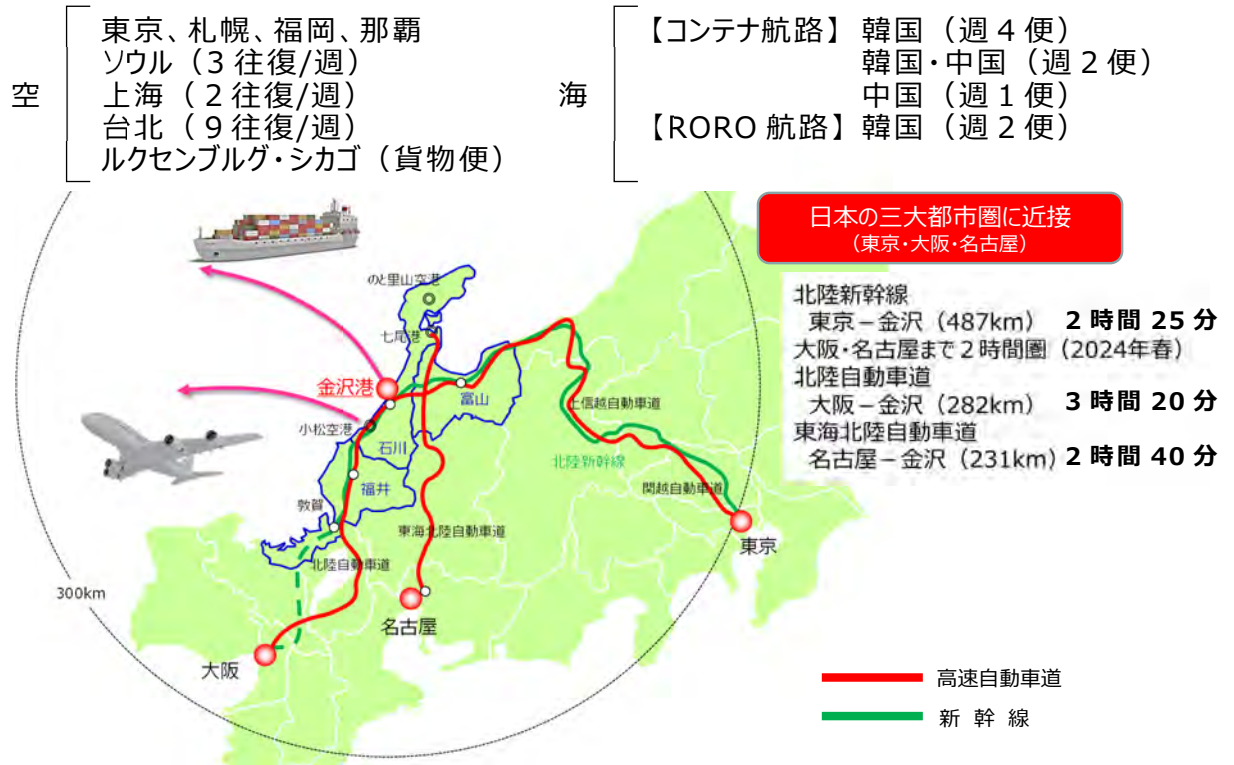 空
東京、札幌、福岡、那覇
ソウル（3 往復/週）
上海（2 往復/週）
台北（9 往復/週）
ルクセンブルグ・シカゴ（貨物便）
海
【コンテナ航路】 韓国（週 4 便）
韓国・中国（週 2 便）
中国（週 1 便）
【RORO 航路】 韓国（週 2 便）
日本の三大都市圏に近接
（東京・大阪・名古屋）
北陸新幹線
東京－金沢（487km） 2 時間 25 分
大阪・名古屋まで２時間圏（2024年春）
北陸自動車道
大阪－金沢（282km） 3 時間 20 分
東海北陸自動車道
名古屋－金沢（231km） 2 時間 40 分
のと里山空港
七尾港
金沢港
富山
小松空港
石川
上信越自動車道
北陸新幹線
福井
関越自動車道
敦賀
東海北陸自動車道
東京
北陸自動車道
300km
名古屋
大阪
高速自動車道
新 幹 線